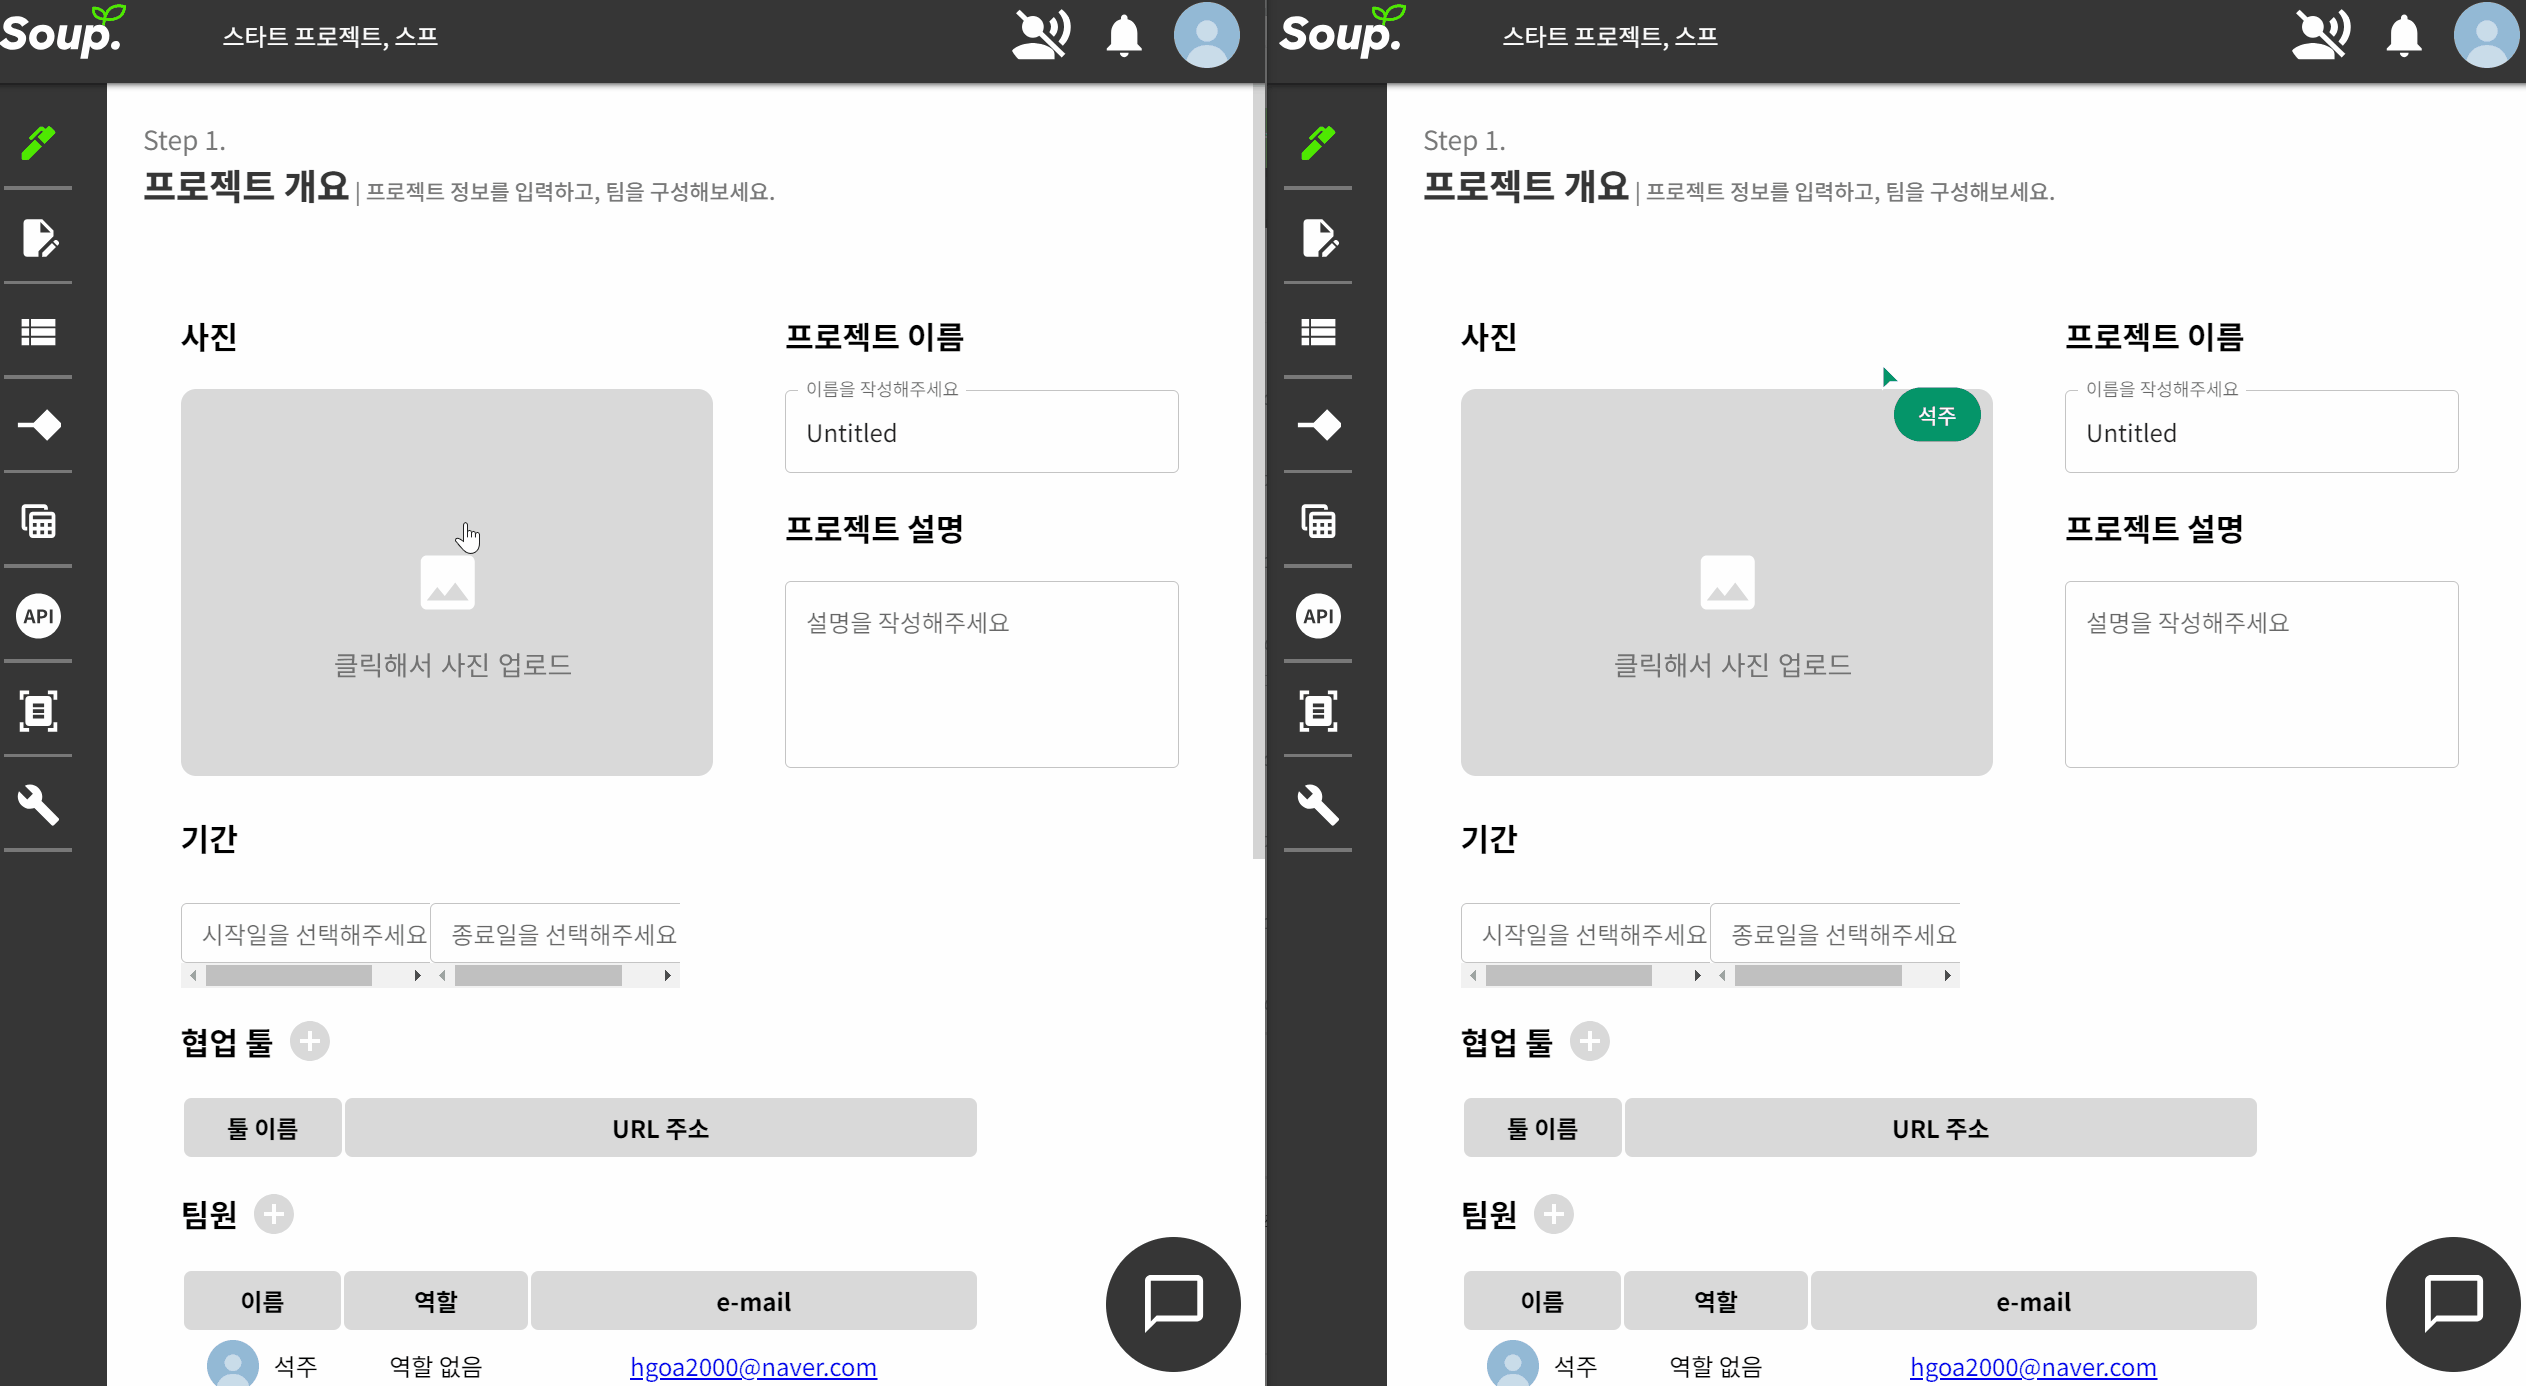 Soup.
스타트 프로젝트, 스프
Step 1.
프로젝트 개요 | 프로젝트 정보를 입력하고, 팀을 구성해보세요.
사진
프로젝트 이름
이름을 작성해주세요
Untitled
프로젝트 설명
설명을 작성해주세요
클릭해서 사진 업로드
API
기간
시작일을 선택해주세요
종료일을 선택해주세요
협업 툴
툴 이름
URL 주소
팀원
이름
역할
e-mail
석주
역할 없음
hgoa2000@naver.com
Soup.
스타트 프로젝트, 스프
Step 1.
프로젝트 개요 | 프로젝트 정보를 입력하고, 팀을 구성해보세요.
사진
프로젝트 이름
석주
이름을 작성해주세요
Untitled
프로젝트 설명
설명을 작성해주세요
클릭해서 사진 업로드
API
기간
시작일을 선택해주세요
종료일을 선택해주세요
협업 툴
툴 이름
URL 주소
팀원
이름
역할
e-mail
석주
역할 없음
hgoa2000@naver.com